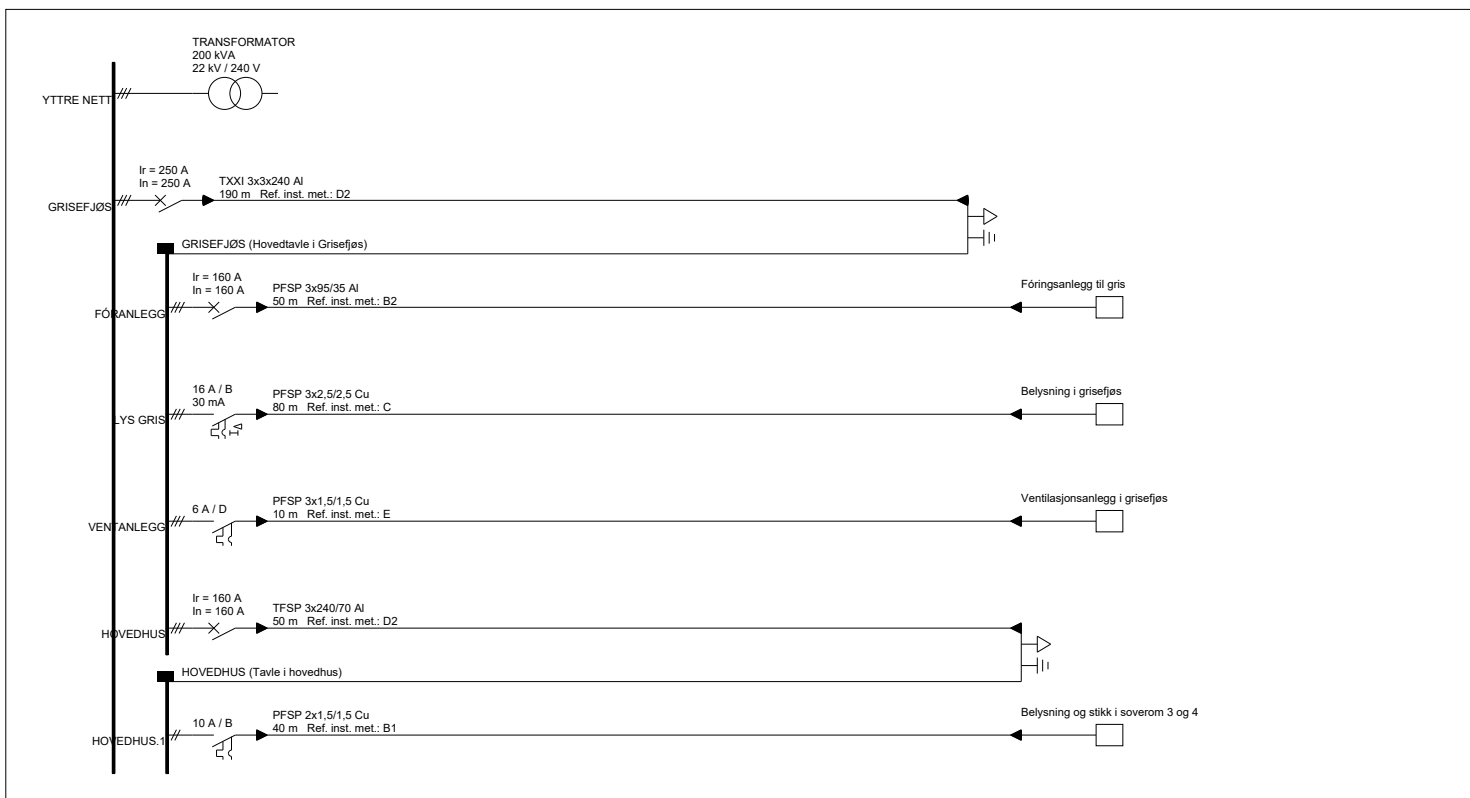 TRANSFORMATOR
200 kVA
22 kV / 240 V
YTTRE NETT
Ir = 250 A
In = 250 A
TXXI 3x3x240 Al
190 m Ref. inst. met.: D2
GRISEFJØS
GRISEFJØS (Hovedtavle i Grisefjøs)
Ir = 160 A
In = 160 A
PFSP 3x95/35 Al
50 m Ref. inst. met.: B2
Fóringsanlegg til gris
FÓRANLEGG
16 A / B
30 mA
PFSP 3x2,5/2,5 Cu
80 m Ref. inst. met.: C
Belysning i grisefjøs
LYS GRIS
6 A / D
PFSP 3x1,5/1,5 Cu
10 m Ref. inst. met.: E
Ventilasjonsanlegg i grisefjøs
VENTANLEGG
Ir = 160 A
In = 160 A
TFSP 3x240/70 Al
50 m Ref. inst. met.: D2
HOVEDHUS
HOVEDHUS (Tavle i hovedhus)
10 A / B
PFSP 2x1,5/1,5 Cu
40 m Ref. inst. met.: B1
Belysning og stikk i soverom 3 og 4
HOVEDHUS.1